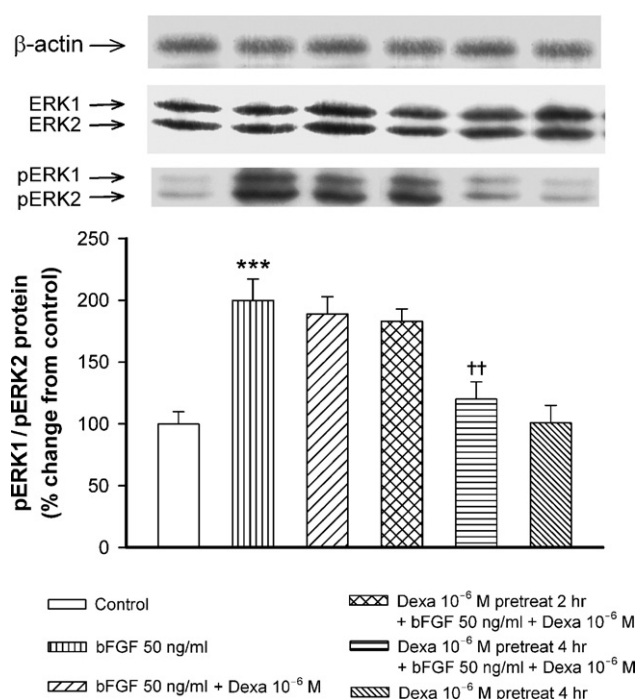 β-actin
ERK1
ERK2
pERK1
pERK2
pERK1/pERK2 protein
(% change from control)
250
200
150
100
50
0
***
††
Control
bFGF 50 ng/ml
bFGF 50 ng/ml + Dexa 10⁻⁶ M
Dexa 10⁻⁶ M pretreat 2 hr
+ bFGF 50 ng/ml + Dexa 10⁻⁶ M
Dexa 10⁻⁶ M pretreat 4 hr
+ bFGF 50 ng/ml + Dexa 10⁻⁶ M
Dexa 10⁻⁶ M pretreat 4 hr